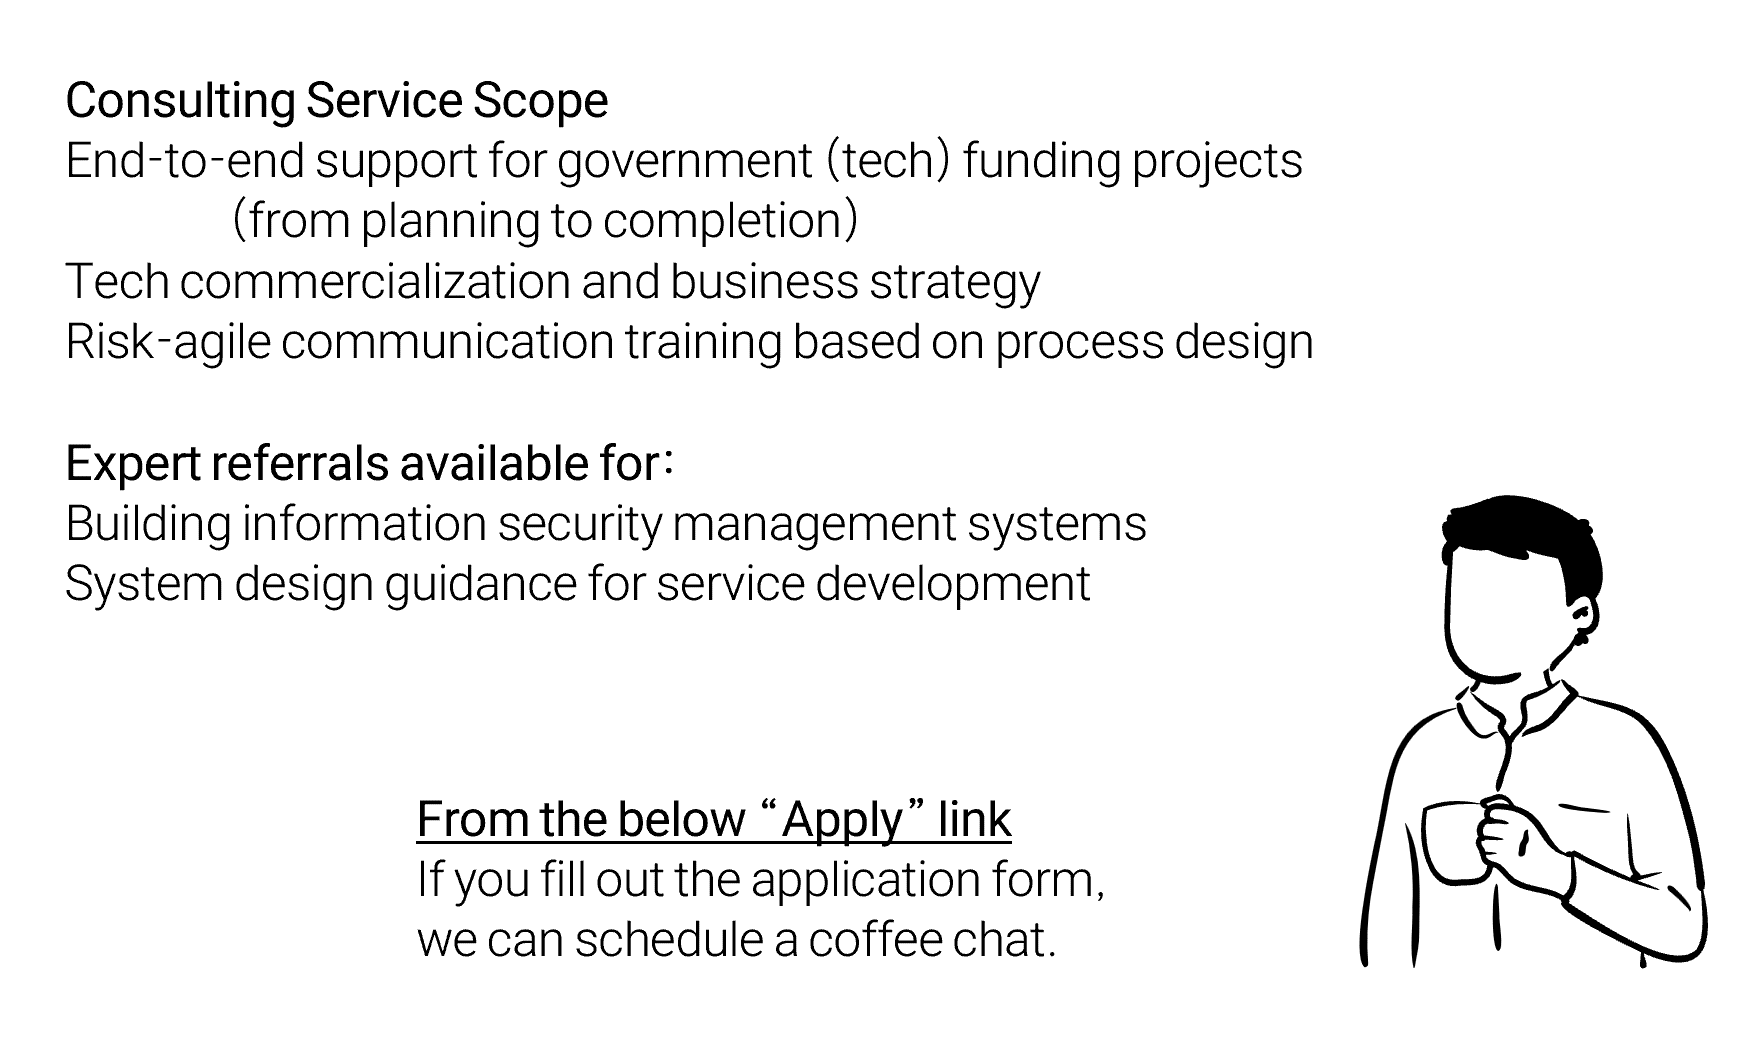 Consulting Service Scope
End-to-end support for government (tech) funding projects
(from planning to completion)
Tech commercialization and business strategy
Risk-agile communication training based on process design
Expert referrals available for:
Building information security management systems
System design guidance for service development
From the below “Apply” link
If you fill out the application form,
we can schedule a coffee chat.